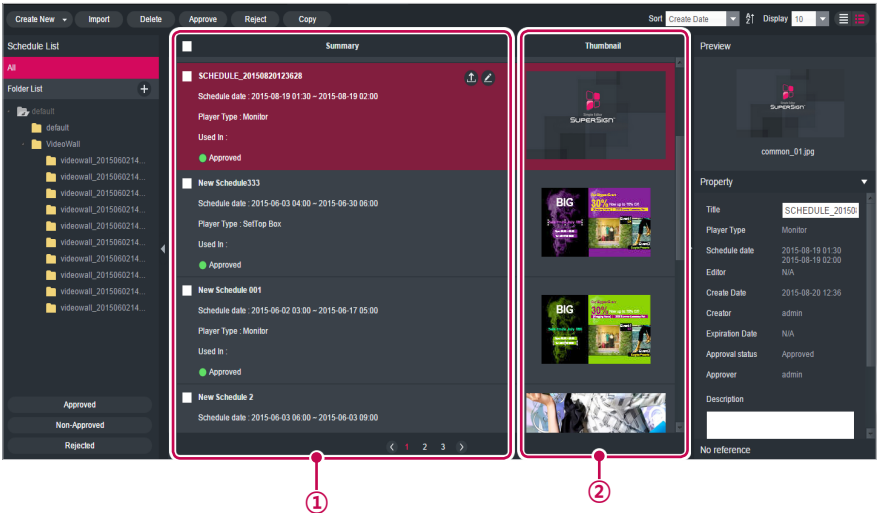 Create New Import Delete Approve Reject Copy Sort Create Date Display 10
Schedule List
All
Folder List
default
default
VideoWall
videowall_2015060214...
videowall_2015060214...
videowall_2015060214...
videowall_2015060214...
videowall_2015060214...
videowall_2015060214...
videowall_2015060214...
videowall_2015060214...
videowall_2015060214...
videowall_2015060214...
Approved
Non-Approved
Rejected
Summary
SCHEDULE_20150820123628
Schedule date : 2015-08-19 01:30 ~ 2015-08-19 02:00
Player Type : Monitor
Used In :
Approved
New Schedule333
Schedule date : 2015-06-03 04:00 ~ 2015-06-30 06:00
Player Type : SetTop Box
Used In :
Approved
New Schedule 001
Schedule date : 2015-06-02 03:00 ~ 2015-06-17 05:00
Player Type : Monitor
Used In :
Approved
New Schedule 2
Schedule date : 2015-06-03 06:00 ~ 2015-06-03 09:00
1 2 3
Thumbnail
SUPERSIGN
BIG
30%
BIG
30%
Preview
SUPERSIGN
common_01.jpg
Property
Title SCHEDULE_20150
Player Type Monitor
Schedule date 2015-08-19 01:30
2015-08-19 02:00
Editor N/A
Create Date 2015-08-20 12:36
Creator admin
Expiration Date N/A
Approval status Approved
Approver admin
Description
No reference
① ②